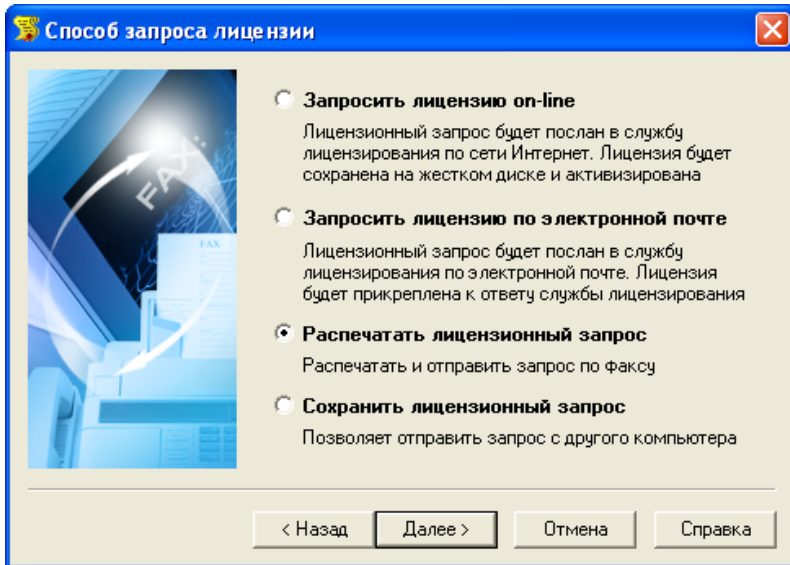 Способ запроса лицензии
Запросить лицензию on-line
Лицензионный запрос будет послан в службу
лицензирования по сети Интернет. Лицензия будет
сохранена на жестком диске и активизирована
Запросить лицензию по электронной почте
Лицензионный запрос будет послан в службу
лицензирования по электронной почте. Лицензия
будет прикреплена к ответу службы лицензирования
Распечатать лицензионный запрос
Распечатать и отправить запрос по факсу
Сохранить лицензионный запрос
Позволяет отправить запрос с другого компьютера
FAX:
FAX
< Назад
Далее >
Отмена
Справка